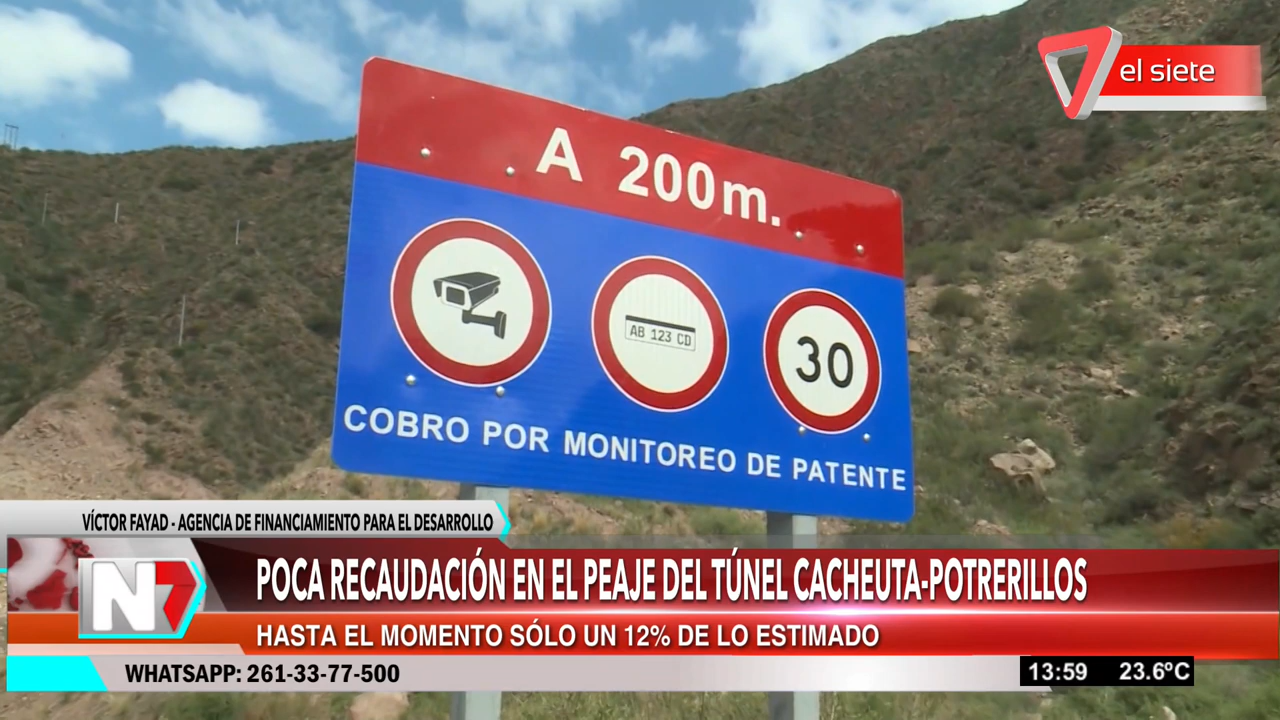 el siete
A 200m.
AB 123 CD
30
COBRO POR MONITOREO DE PATENTE
VÍCTOR FAYAD - AGENCIA DE FINANCIAMIENTO PARA EL DESARROLLO
N7
POCA RECAUDACIÓN EN EL PEAJE DEL TÚNEL CACHEUTA-POTRERILLOS
HASTA EL MOMENTO SÓLO UN 12% DE LO ESTIMADO
WHATSAPP: 261-33-77-500
13:59 23.6ºC